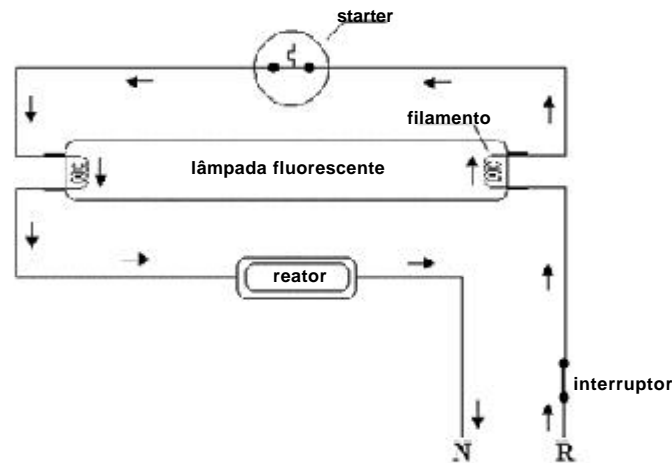 starter
filamento
lâmpada fluorescente
reator
interruptor
N
R